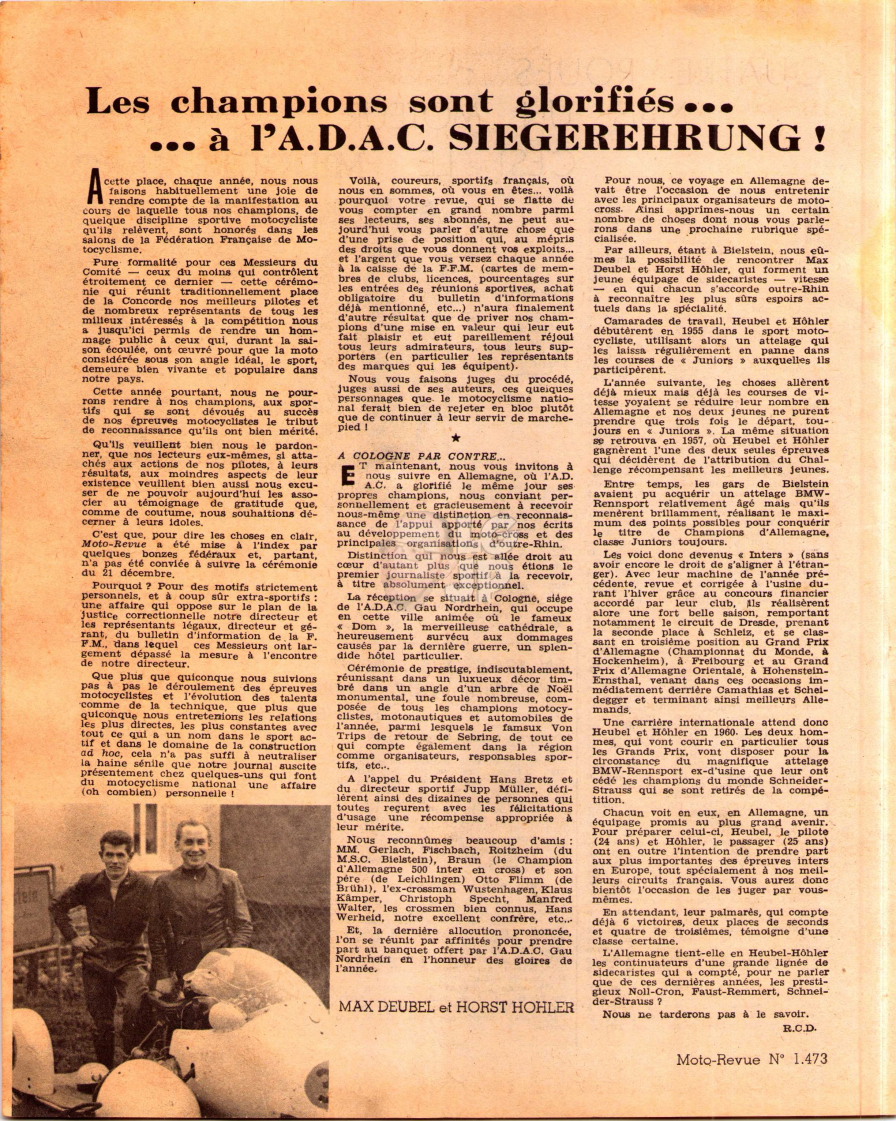 Les champions sont glorifiés...
... à l'A.D.A.C. SIEGEREHRUNG !
A cette place, chaque année, nous nous
faisons habituellement une joie de
rendre compte de la manifestation au
cours de laquelle tous nos champions, de
quelque discipline sportive motocycliste
qu'ils relèvent, sont honorés dans les
salons de la Fédération Française de Mo-
tocyclisme.
Pure formalité pour ces Messieurs du
Comité — ceux du moins qui contrôlent
étroitement ce dernier — cette cérémo-
nie qui réunit traditionnellement place
de la Concorde nos meilleurs pilotes et
de nombreux représentants de tous les
milieux intéressés à la compétition nous
a jusqu'ici permis de rendre un hom-
mage public à ceux qui, durant la sai-
son écoulée, ont œuvré pour que la moto
considérée sous son angle idéal, le sport,
demeure bien vivante et populaire dans
notre pays.
Cette année pourtant, nous ne pour-
rons rendre à nos champions, aux spor-
tifs qui se sont dévoués au succès
de nos épreuves motocyclistes le tribut
de reconnaissance qu'ils ont bien mérité.
Qu'ils veuillent bien nous le pardon-
ner, que nos lecteurs eux-mêmes, si atta-
chés aux actions de nos pilotes, à leurs
résultats, aux moindres aspects de leur
existence veuillent bien aussi nous excu-
ser de ne pouvoir aujourd'hui les asso-
cier au témoignage de gratitude que,
comme de coutume, nous souhaitions dé-
cerner à leurs idoles.
C'est que, pour dire les choses en clair,
Moto-Revue a été mise à l'index par
quelques bonzes fédéraux et, partant,
n'a pas été conviée à suivre la cérémonie
du 21 décembre.
Pourquoi ? Pour des motifs strictement
personnels, et à coup sûr extra-sportifs :
une affaire qui oppose sur le plan de la
justice correctionnelle notre directeur et
les représentants légaux, directeur et gé-
rant, du bulletin d'information de la F.
F.M., dans lequel ces Messieurs ont lar-
gement dépassé la mesure à l'encontre
de notre directeur.
Que plus que quiconque nous suivions
pas à pas le déroulement des épreuves
motocyclistes et l'évolution des talents
comme de la technique, que plus que
quiconque nous entretenions les relations
les plus directes, les plus constantes avec
tout ce qui a un nom dans le sport ac-
tif et dans le domaine de la construction
ad hoc, cela n'a pas suffi à neutraliser
la haine sénile que notre journal suscite
présentement chez quelques-uns qui font
du motocyclisme national une affaire
(oh combien) personnelle !
Voilà, coureurs, sportifs français, où
nous en sommes, où vous en êtes... voilà
pourquoi votre revue, qui se flatte de
vous compter en grand nombre parmi
ses lecteurs, ses abonnés, ne peut au-
jourd'hui vous parler d'autre chose que
d'une prise de position qui, au mépris
des droits que vous donnent vos exploits...
et l'argent que vous versez chaque année
à la caisse de la F.F.M. (cartes de mem-
bres de clubs, licences, pourcentages sur
les entrées des réunions sportives, achat
obligatoire du bulletin d'informations
déjà mentionné, etc...) n'aura finalement
d'autre résultat que de priver nos cham-
pions d'une mise en valeur qui leur eut
fait plaisir et eut pareillement réjoui
tous leurs admirateurs, tous leurs sup-
porters (en particulier les représentants
des marques qui les équipent).
Nous vous faisons juges du procédé,
juges aussi de ses auteurs, ces quelques
personnages que le motocyclisme natio-
nal ferait bien de rejeter en bloc plutôt
que de continuer à leur servir de marche-
pied !
★
A COLOGNE PAR CONTRE...
ET maintenant, nous vous invitons à
nous suivre en Allemagne, où l'A.D.
A.C. a glorifié le même jour ses
propres champions, nous conviant per-
sonnellement et gracieusement à recevoir
nous-même une distinction en reconnais-
sance de l'appui apporté par nos écrits
au développement du moto-cross et des
principales organisations d'outre-Rhin.
Distinction qui nous est allée droit au
cœur d'autant plus que nous étions le
premier journaliste sportif à la recevoir,
à titre absolument exceptionnel.
La réception se situait à Cologne, siège
de l'A.D.A.C. Gau Nordrhein, qui occupe
en cette ville animée où le fameux
« Dom », la merveilleuse cathédrale, a
heureusement survécu aux dommages
causés par la dernière guerre, un splen-
dide hôtel particulier.
Cérémonie de prestige, indiscutablement,
réunissant dans un luxueux décor tim-
bré dans un angle d'un arbre de Noël
monumental, une foule nombreuse, com-
posée de tous les champions motocy-
clistes, motonautiques et automobiles de
l'année, parmi lesquels le famsux Von
Trips de retour de Sebring, de tout ce
qui compte également dans la région
comme organisateurs, responsables spor-
tifs, etc...
A l'appel du Président Hans Bretz et
du directeur sportif Jupp Müller, défi-
lèrent ainsi des dizaines de personnes qui
toutes reçurent avec les félicitations
d'usage une récompense appropriée à
leur mérite.
Nous reconnûmes beaucoup d'amis :
MM. Gerlach, Fischbach, Roitzheim (du
M.S.C. Bielstein), Braun (le Champion
d'Allemagne 500 inter en cross) et son
père (de Leichlingen) Otto Flimm (de
Brühl), l'ex-crossman Wustenhagen, Klaus
Kämper, Christoph Specht, Manfred
Walter, les crossmen bien connus, Hans
Werheid, notre excellent confrère, etc...
Et, la dernière allocution prononcée,
l'on se réunit par affinités pour prendre
part au banquet offert par l'A.D.A.C. Gau
Nordrhein en l'honneur des gloires de
l'année.
MAX DEUBEL et HORST HOHLER
Pour nous, ce voyage en Allemagne de-
vait être l'occasion de nous entretenir
avec les principaux organisateurs de moto-
cross. Ainsi apprîmes-nous un certain
nombre de choses dont nous vous parle-
rons dans une prochaine rubrique spé-
cialisée.
Par ailleurs, étant à Bielstein, nous eû-
mes la possibilité de rencontrer Max
Deubel et Horst Höhler, qui forment un
jeune équipage de sidecaristes — vitesse
— en qui chacun s'accorde outre-Rhin
à reconnaître les plus sûrs espoirs ac-
tuels dans la spécialité.
Camarades de travail, Heubel et Höhler
débutèrent en 1955 dans le sport moto-
cycliste, utilisant alors un attelage qui
les laissa régulièrement en panne dans
les courses de « Juniors » auxquelles ils
participèrent.
L'année suivante, les choses allèrent
déjà mieux mais déjà les courses de vi-
tesse voyaient se réduire leur nombre en
Allemagne et nos deux jeunes ne purent
prendre que trois fois le départ, tou-
jours en « Juniors ». La même situation
se retrouva en 1957, où Heubel et Höhler
gagnèrent l'une des deux seules épreuves
qui décidèrent de l'attribution du Chal-
lenge récompensant les meilleurs jeunes.
Entre temps, les gars de Bielstein
avaient pu acquérir un attelage BMW-
Rennsport relativement âgé mais qu'ils
menèrent brillamment, réalisant le maxi-
mum des points possibles pour conquérir
le titre de Champions d'Allemagne,
classe Juniors toujours.
Les voici donc devenus « Inters » (sans
avoir encore le droit de s'aligner à l'étran-
ger). Avec leur machine de l'année pré-
cédente, revue et corrigée à l'usine du-
rant l'hiver grâce au concours financier
accordé par leur club, ils réalisèrent
alore une fort belle saison, remportant
notamment le circuit de Dresde, prenant
la seconde place à Schleiz, et se clas-
sant en troisième position au Grand Prix
d'Allemagne (Championnat du Monde, à
Hockenheim), à Freibourg et au Grand
Prix d'Allemagne Orientale, à Hohenstein-
Ernsthal, venant dans ces occasions im-
médiatement derrière Camathias et Schei-
degger et terminant ainsi meilleurs Alle-
mands.
Une carrière internationale attend donc
Heubel et Höhler en 1960. Les deux hom-
mes, qui vont courir en particulier tous
les Grands Prix, vont disposer pour la
circonstance du magnifique attelage
BMW-Rennsport ex-d'usine que leur ont
cédé les champions du monde Schneider-
Strauss qui se sont retirés de la compé-
tition.
Chacun voit en eux, en Allemagne, un
équipage promis au plus grand avenir.
Pour préparer celui-ci, Heubel, le pilote
(24 ans) et Höhler, le passager (25 ans)
ont en outre l'intention de prendre part
aux plus importantes des épreuves inters
en Europe, tout spécialement à nos meil-
leurs circuits français. Vous aurez donc
bientôt l'occasion de les juger par vous-
mêmes.
En attendant, leur palmarès, qui compte
déjà 6 victoires, deux places de seconds
et quatre de troisièmes, témoigne d'une
classe certaine.
L'Allemagne tient-elle en Heubel-Höhler
les continuateurs d'une grande lignée de
sidecaristes qui a compté, pour ne parler
que de ces dernières années, les presti-
gieux Noll-Cron, Faust-Remmert, Schnei-
der-Strauss ?
Nous ne tarderons pas à le savoir.
R.C.D.
Moto-Revue N° 1.473